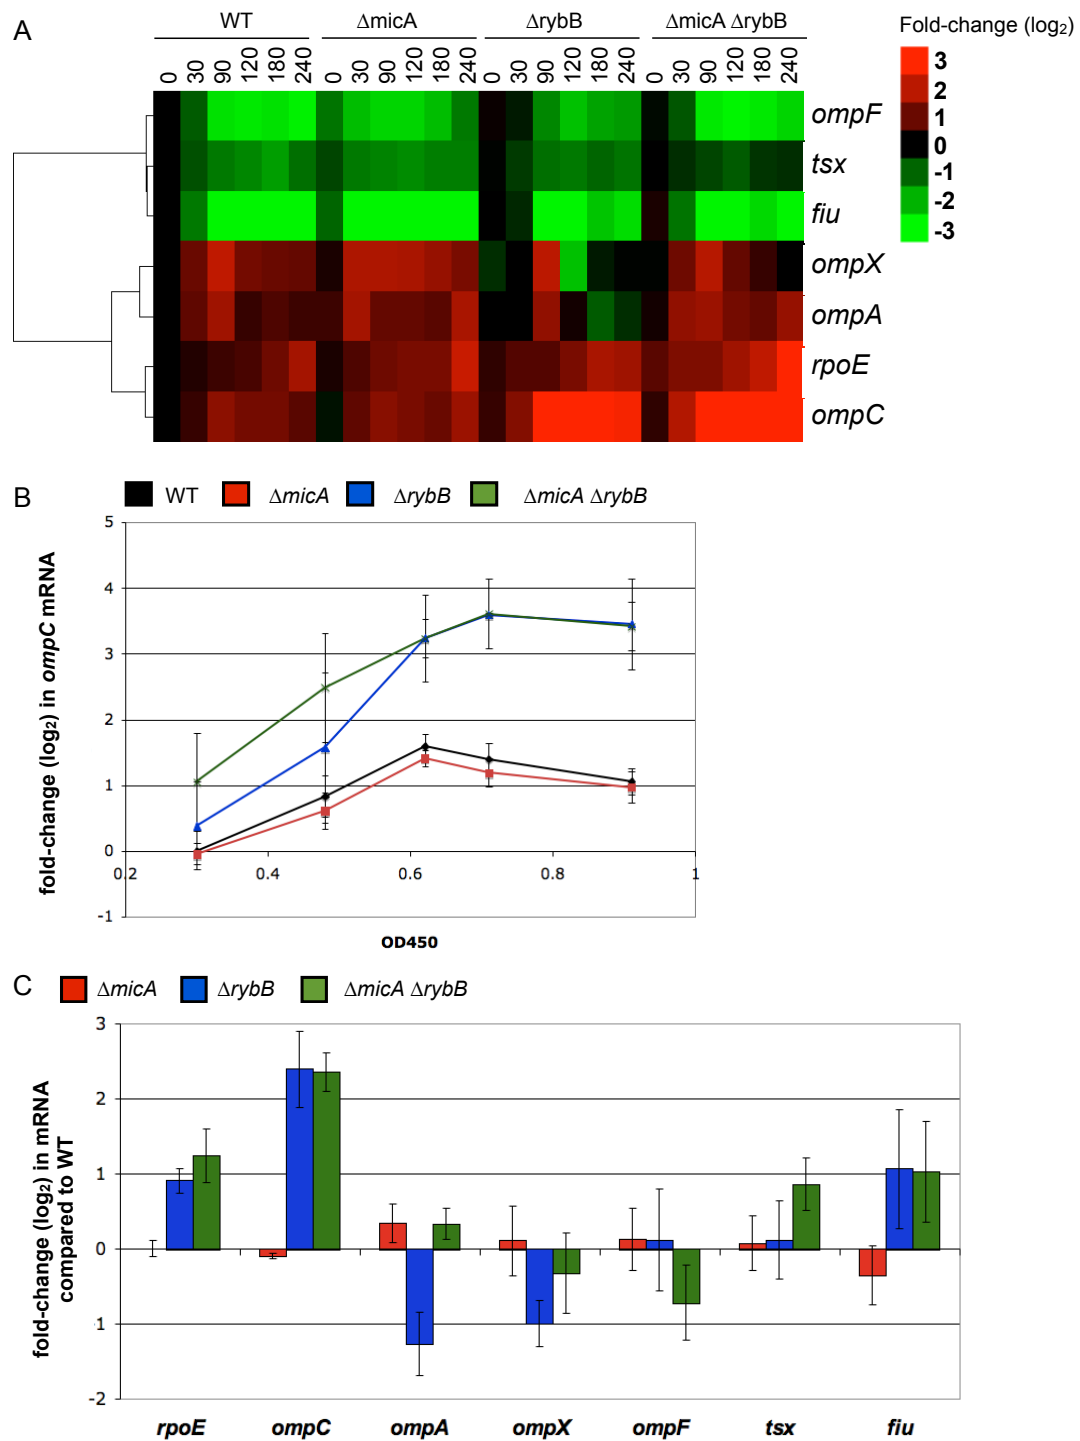 A
WT ΔmicA ΔrybB ΔmicA ΔrybB
Fold-change (log2)
0 30 90 120 180 240 0 30 90 120 180 240 0 30 90 120 180 240 0 30 90 120 180 240
3
2
1
0
-1
-2
-3
ompF
tsx
fiu
ompX
ompA
rpoE
ompC
B
WT ΔmicA ΔrybB ΔmicA ΔrybB
fold-change (log2) in ompC mRNA
5
4
3
2
1
0
-1
0.2 0.4 0.6 0.8 1
OD450
C
ΔmicA ΔrybB ΔmicA ΔrybB
fold-change (log2) in mRNA
compared to WT
3
2
1
0
-1
-2
rpoE ompC ompA ompX ompF tsx fiu